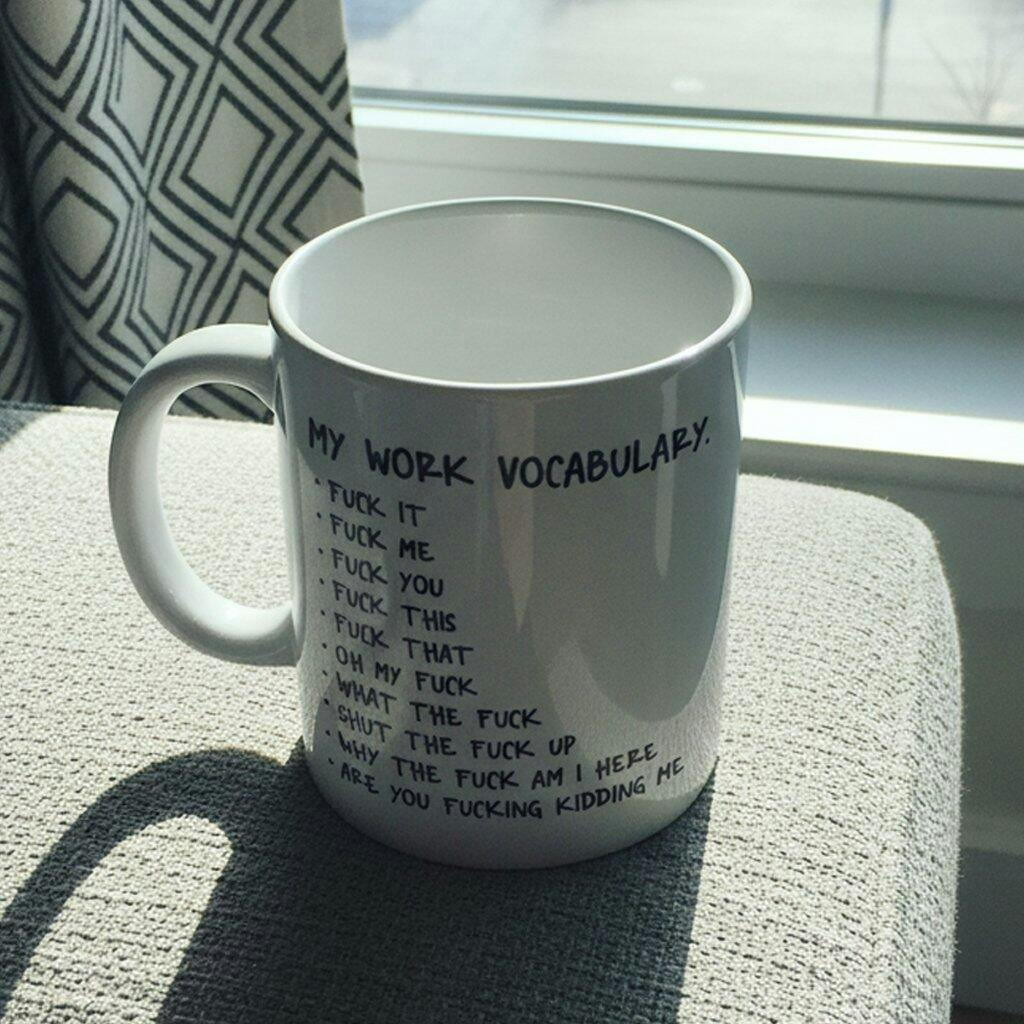 MY WORK VOCABULARY.
• FUCK IT
• FUCK ME
• FUCK YOU
• FUCK THIS
• FUCK THAT
• OH MY FUCK
• WHAT THE FUCK
• SHUT THE FUCK UP
• WHY THE FUCK AM I HERE
• ARE YOU FUCKING KIDDING ME